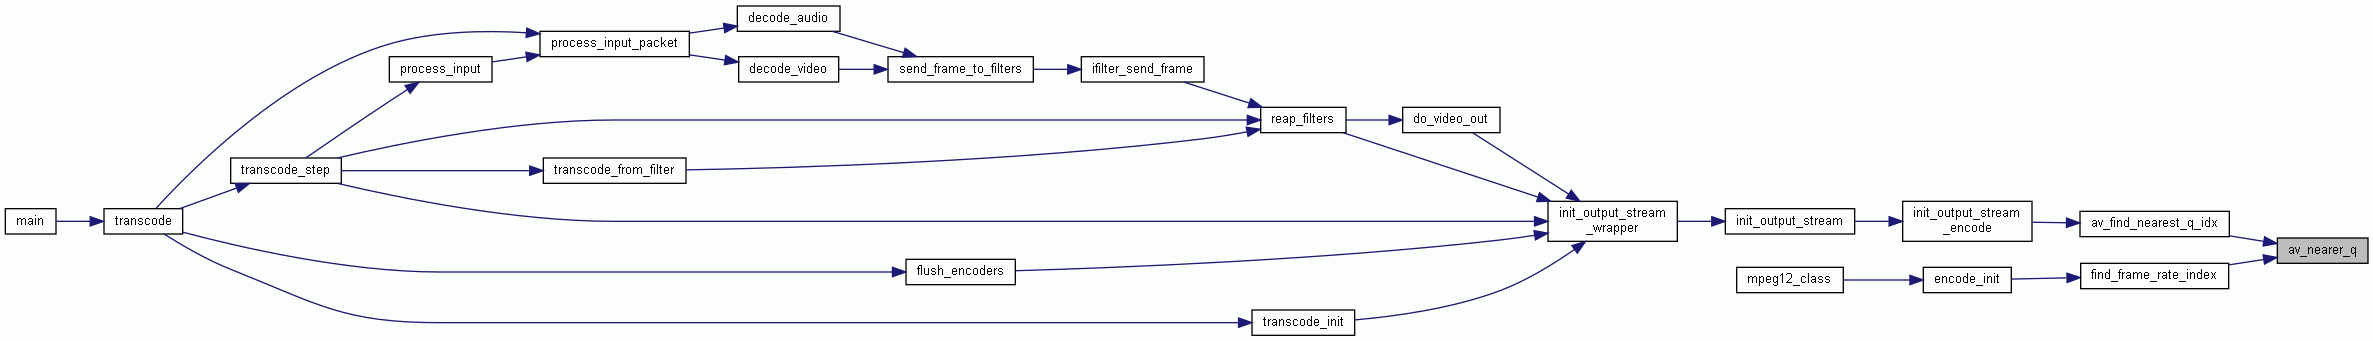 decode_audio
process_input_packet
process_input
decode_video
send_frame_to_filters
ifilter_send_frame
reap_filters
do_video_out
transcode_step
transcode_from_filter
main
transcode
init_output_stream
_wrapper
init_output_stream
init_output_stream
_encode
av_find_nearest_q_idx
av_nearer_q
flush_encoders
mpeg12_class
encode_init
find_frame_rate_index
transcode_init